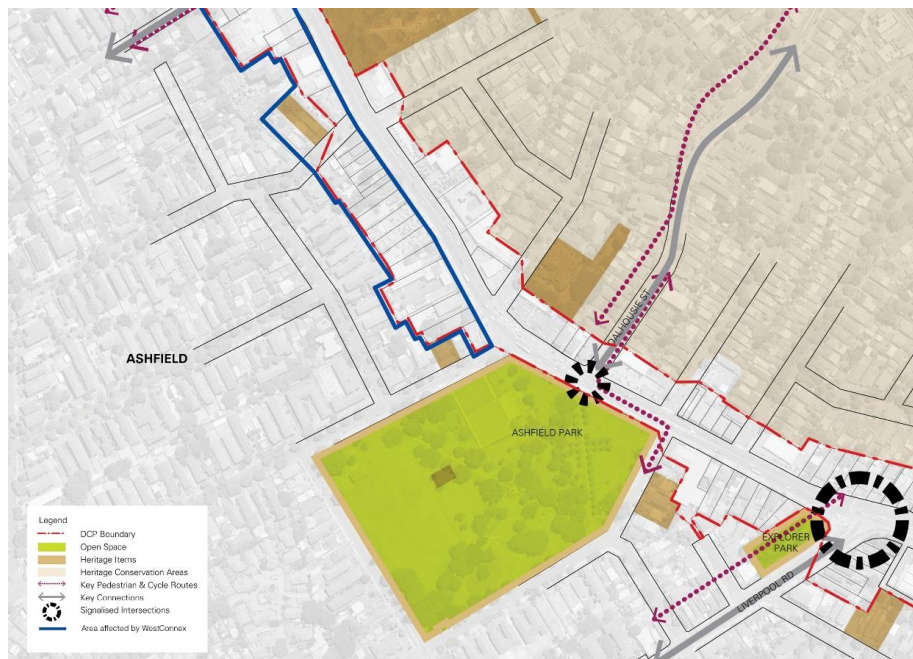 DALHOUSIE ST
ASHFIELD
ASHFIELD PARK
EXPLORER
PARK
LIVERPOOL RD
Legend
DCP Boundary
Open Space
Heritage Items
Heritage Conservation Areas
Key Pedestrian & Cycle Routes
Key Connections
Signalised Intersections
Area affected by WestConnex